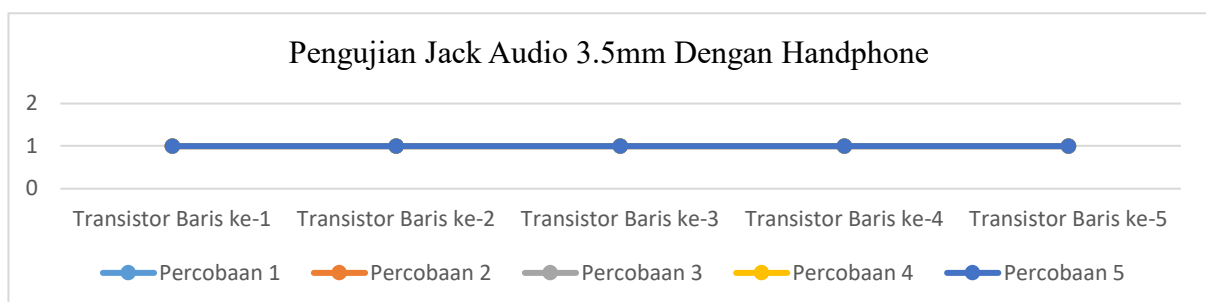 Pengujian Jack Audio 3.5mm Dengan Handphone
2
1
0
Transistor Baris ke-1 Transistor Baris ke-2 Transistor Baris ke-3 Transistor Baris ke-4 Transistor Baris ke-5
Percobaan 1 Percobaan 2 Percobaan 3 Percobaan 4 Percobaan 5